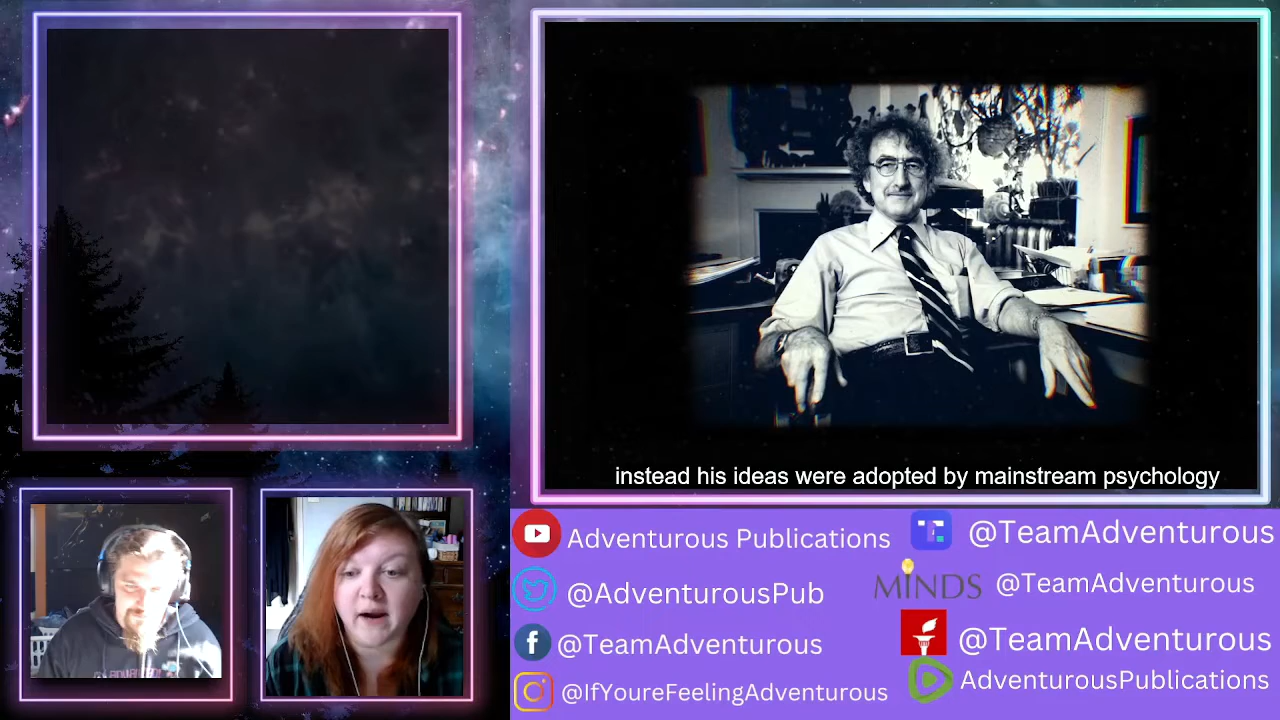 instead his ideas were adopted by mainstream psychology
Adventurous Publications
@TeamAdventurous
@AdventurousPub
MINDS
@TeamAdventurous
@TeamAdventurous
@TeamAdventurous
@IfYoureFeelingAdventurous
AdventurousPublications